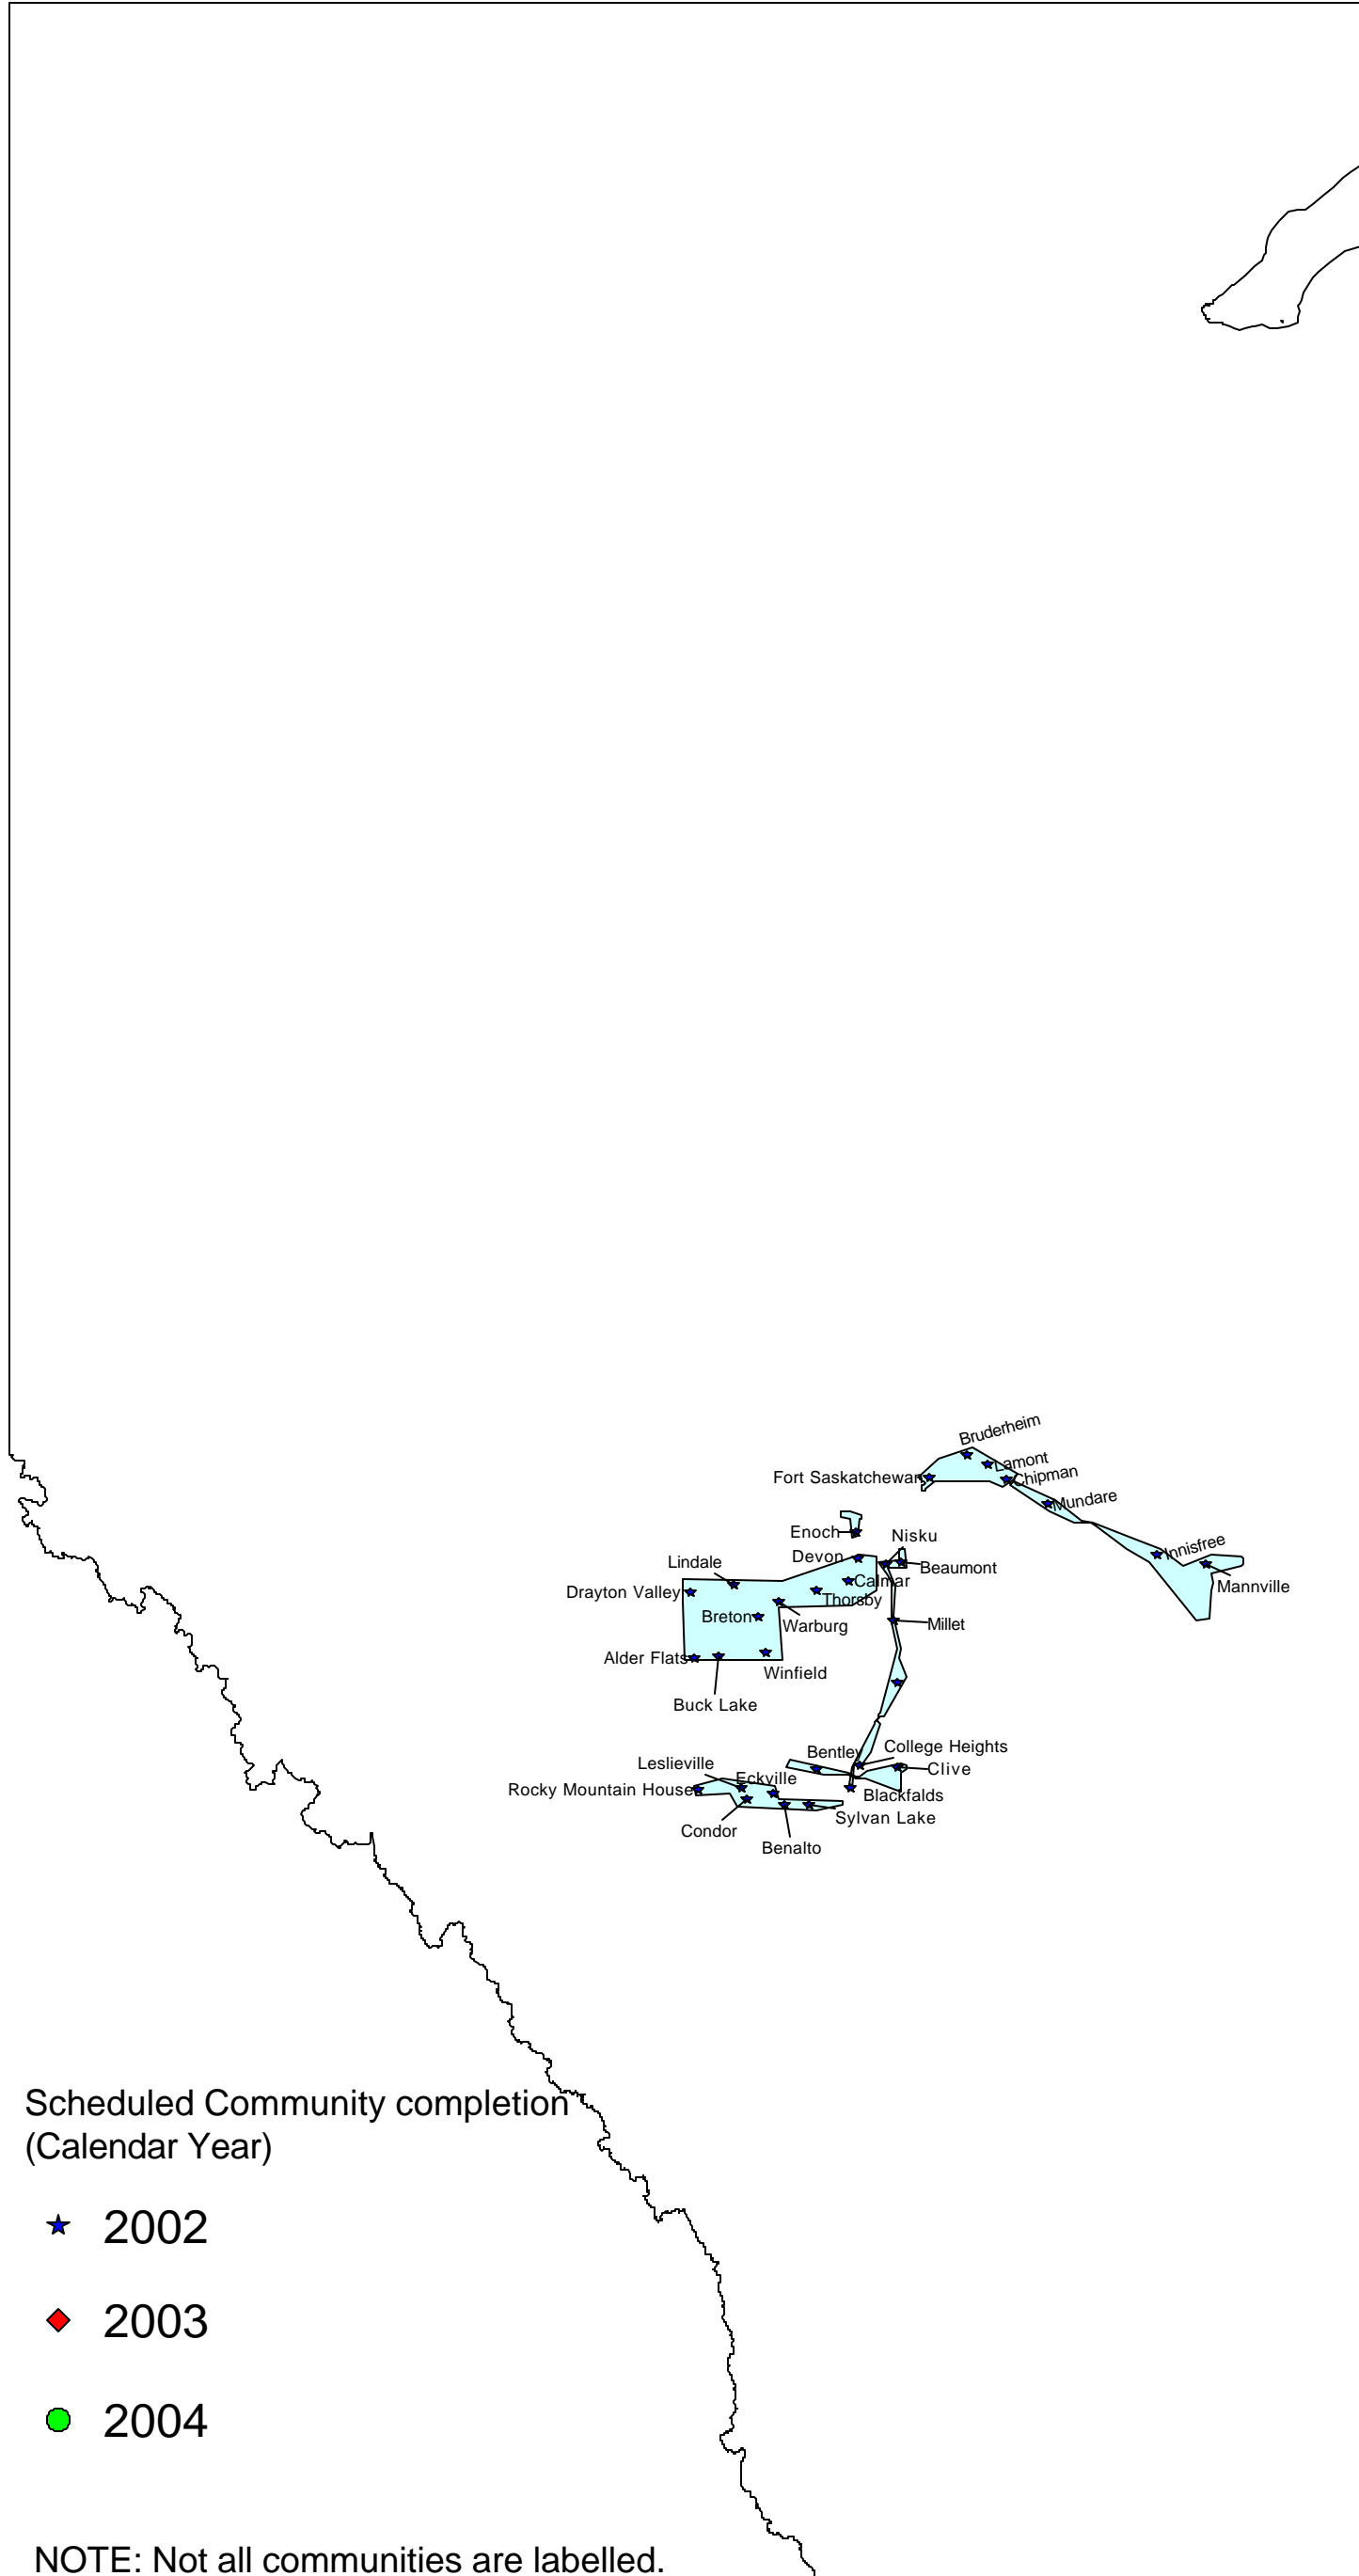 Bruderheim
Lamont
Fort Saskatchewan
Chipman
Mundare
Enoch
Nisku
Innisfree
Devon
Lindale
Beaumont
Calmar
Mannville
Drayton Valley
Thorsby
Breton
Warburg
Millet
Alder Flats
Winfield
Buck Lake
College Heights
Bentley
Leslieville
Clive
Eckville
Rocky Mountain House
Blackfalds
Sylvan Lake
Condor
Benalto
Scheduled Community completion
(Calendar Year)
2002
2003
2004
NOTE: Not all communities are labelled.